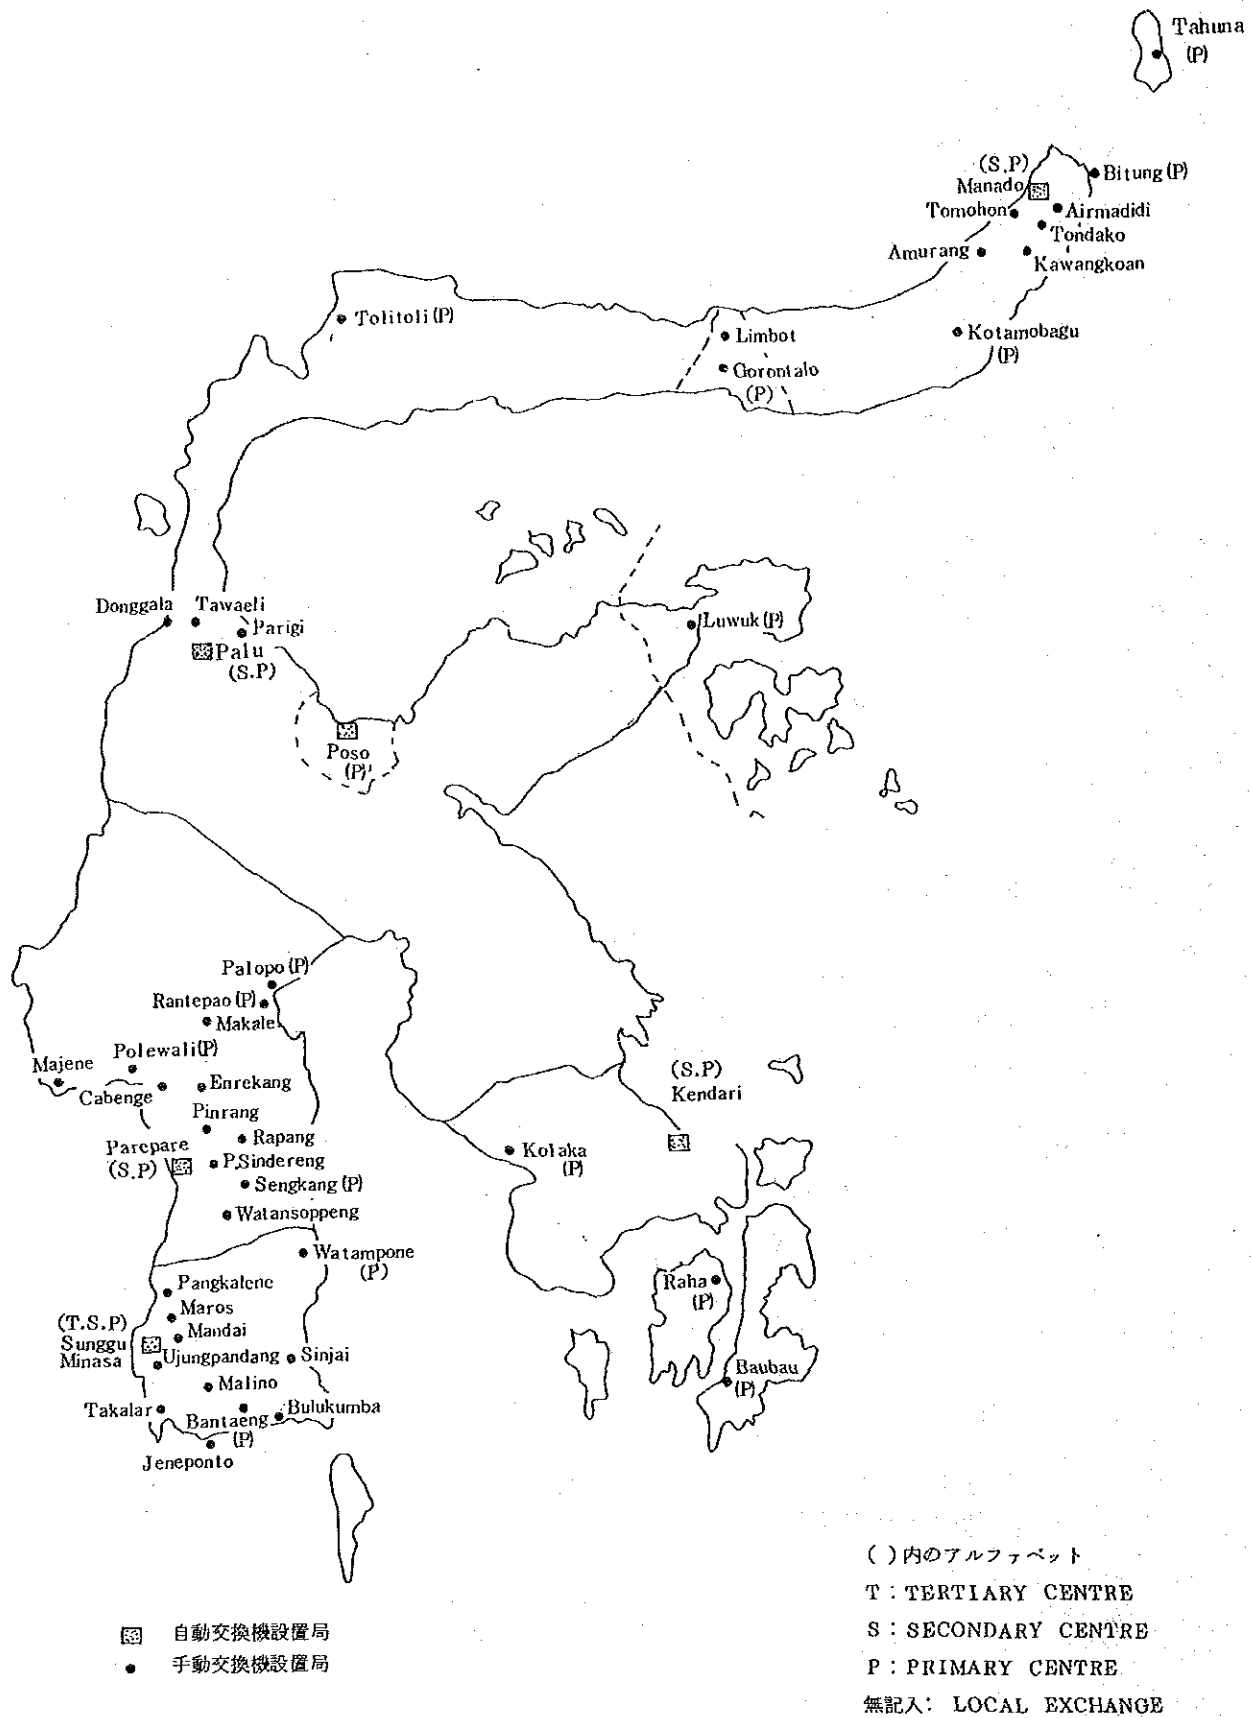 Tahuna
(P)
(S.P)
Manado
Bitung (P)
Tomohon
Airmadidi
Tondako
Amurang
Kawangkoan
Tolitoli (P)
Limbot
Kotamobagu
(P)
Gorontalo
(P)
Donggala
Tawaeli
Parigi
Palu
(S.P)
Luwuk (P)
Poso
(P)
Palopo (P)
Rantepao (P)
Makale
Polewali (P)
Majene
Cabenge
Enrekang
(S.P)
Kendari
Pinrang
Rapang
Parepare
(S.P)
P.Sindereng
Kolaka
(P)
Sengkang (P)
Watansoppeng
Watampone
(P)
Pangkalene
Raha
(P)
Maros
(T.S.P)
Sunggu
Minasa
Mandai
Ujungpandang
Sinjai
Malino
Baubau
(P)
Takalar
Bantaeng
(P)
Bulukumba
Jeneponto
( )内のアルファベット
T : TERTIARY CENTRE
S : SECONDARY CENTRE
P : PRIMARY CENTRE
無記入: LOCAL EXCHANGE
自動交換機設置局
手動交換機設置局